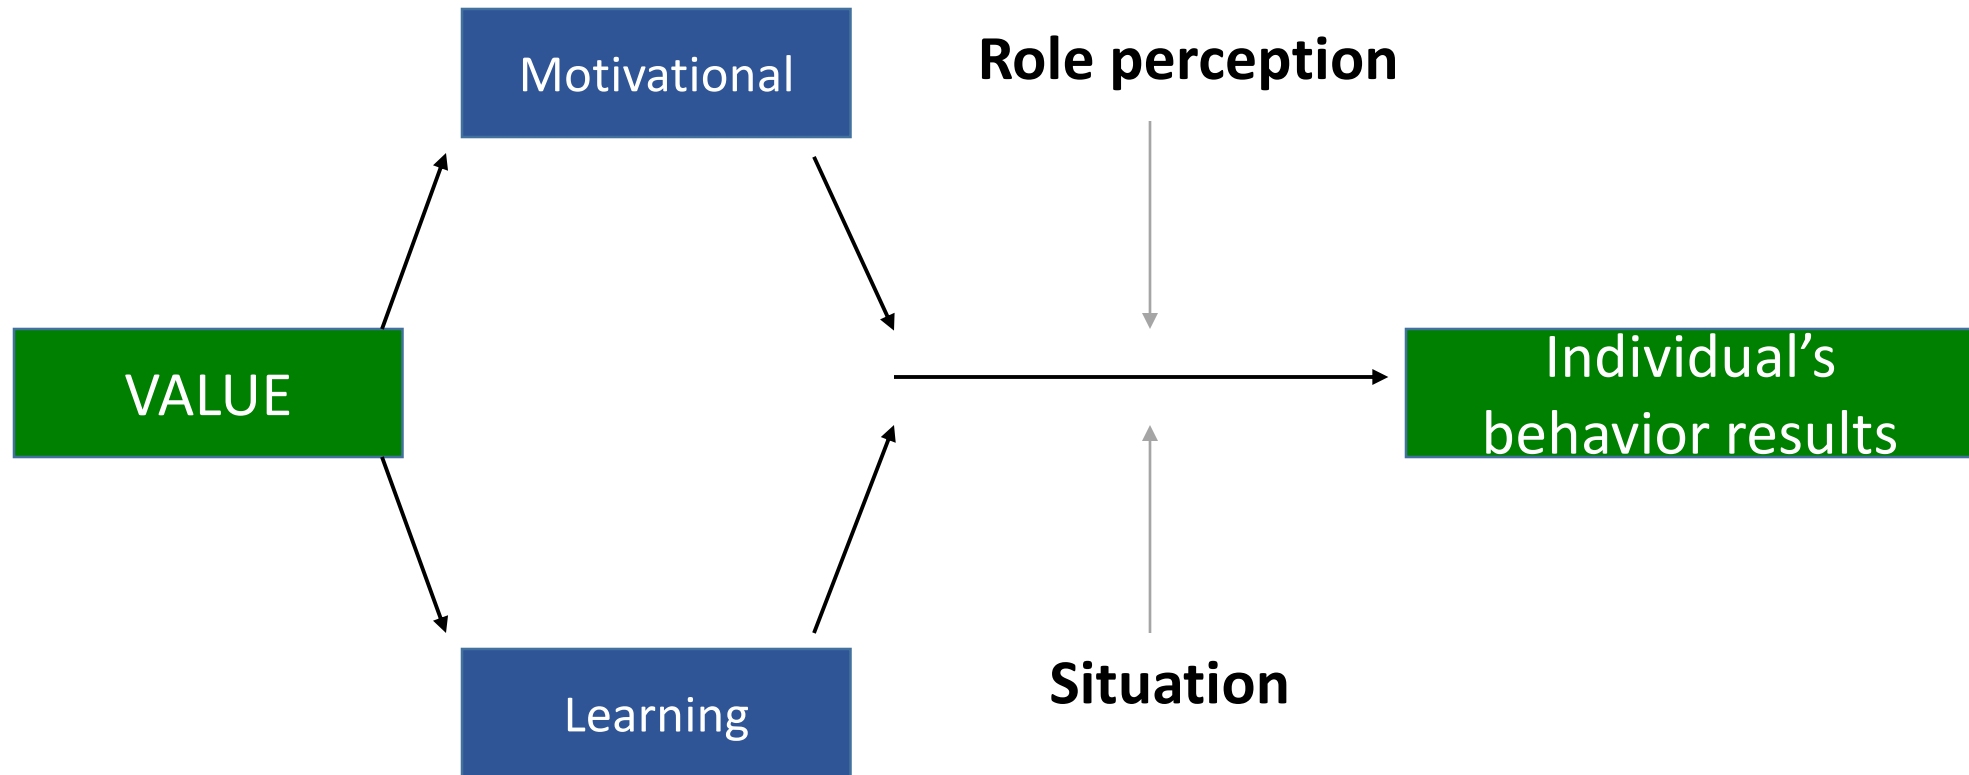 Motivational
Role perception
VALUE
Individual’s
behavior results
Learning
Situation